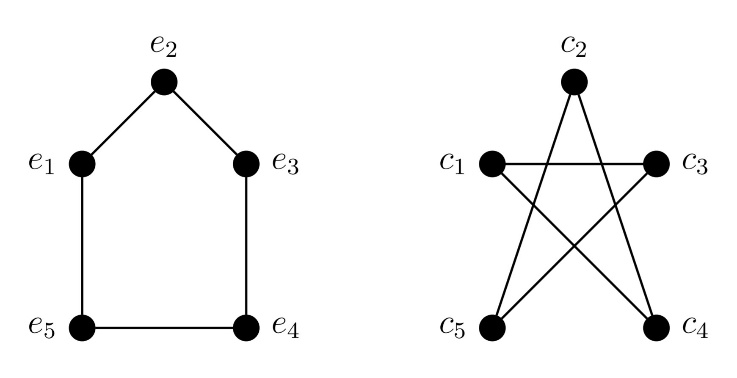 e₂ c₂
e₁ e₃ c₁ c₃
e₅ e₄ c₅ c₄